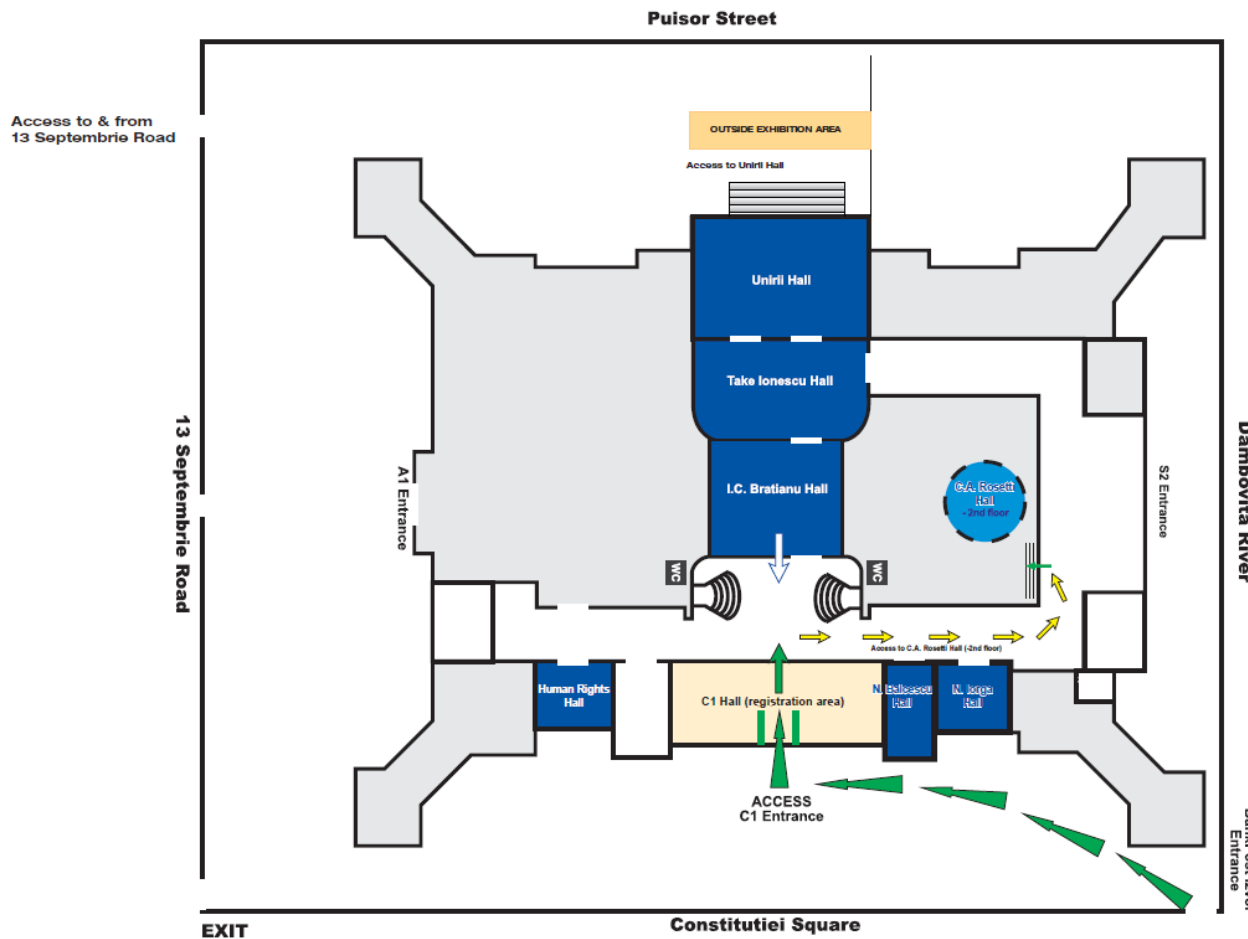 Puisor Street
Access to & from
13 Septembrie Road
OUTSIDE EXHIBITION AREA
Access to Unirii Hall
Unirii Hall
Take Ionescu Hall
13 Septembrie Road
A1 Entrance
I.C. Bratianu Hall
C.A. Rosett
Hall
- 2nd floor
S2 Entrance
Dambovita River
WC
WC
Access to C.A. Rosetti Hall (-2nd floor)
Human Rights
Hall
C1 Hall (registration area)
N. Balcescu
Hall
N. Iorga
Hall
ACCESS
C1 Entrance
Entrance
Constitutiei Square
EXIT